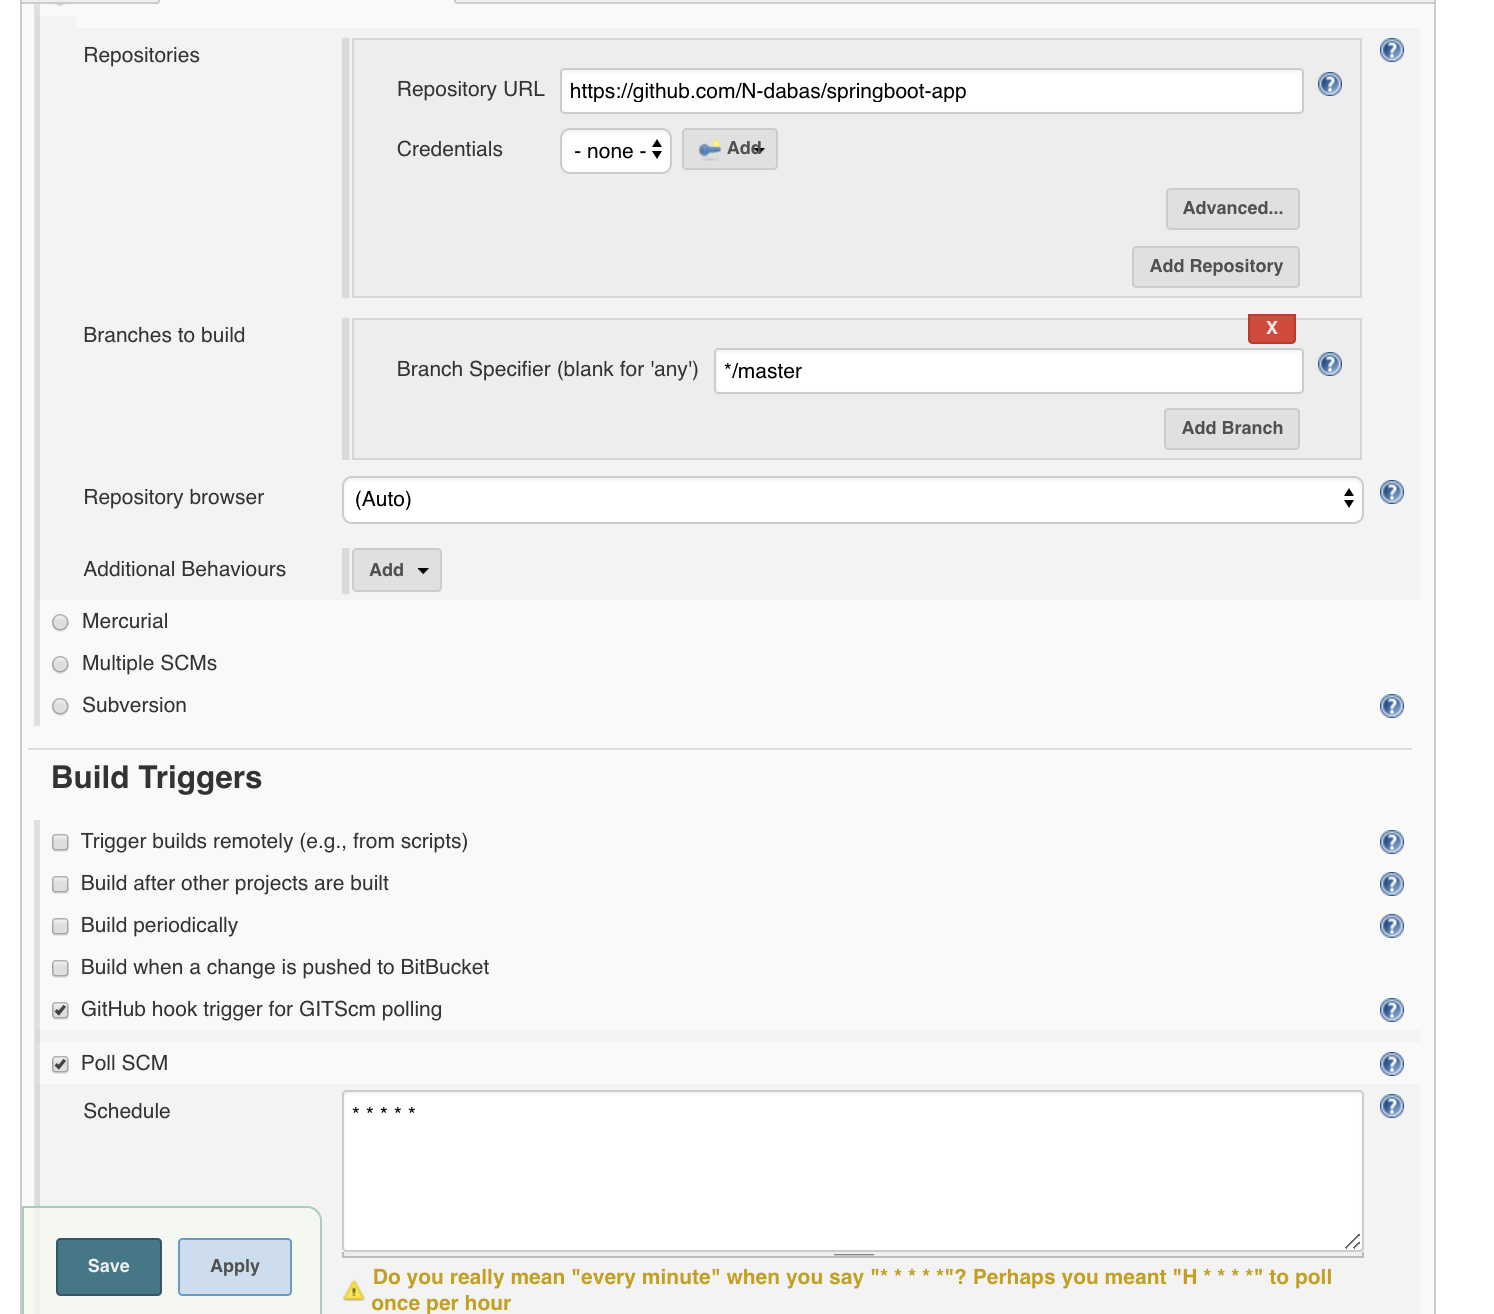 Repositories
Repository URL
https://github.com/N-dabas/springboot-app
Credentials
- none -
Add
Advanced...
Add Repository
Branches to build
X
Branch Specifier (blank for 'any')
*/master
Add Branch
Repository browser
(Auto)
Additional Behaviours
Add
Mercurial
Multiple SCMs
Subversion
Build Triggers
Trigger builds remotely (e.g., from scripts)
Build after other projects are built
Build periodically
Build when a change is pushed to BitBucket
GitHub hook trigger for GITScm polling
Poll SCM
Schedule
* * * * *
Save
Apply
Do you really mean "every minute" when you say "* * * * *"? Perhaps you meant "H * * * *" to poll
once per hour